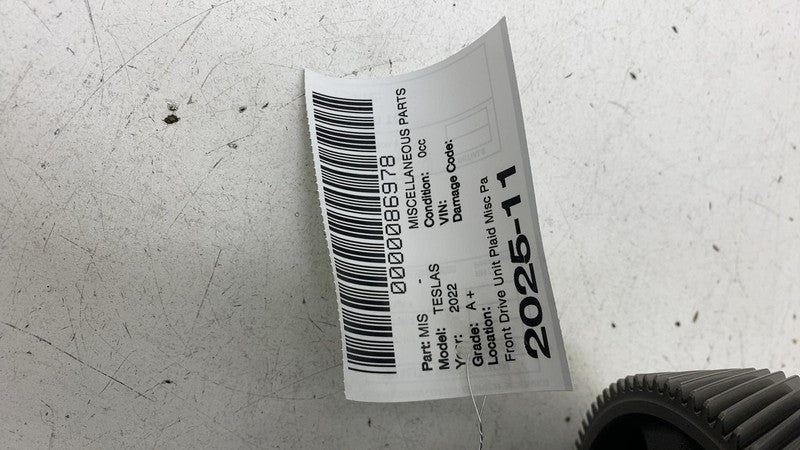 0000086978
Part: MIS - MISCELLANEOUS PARTS
Model: TESLAS Condition: 0cc
Year: 2022 VIN:
Grade: A+ Damage Code:
Location:
Front Drive Unit Plaid Misc Pa
2025-11